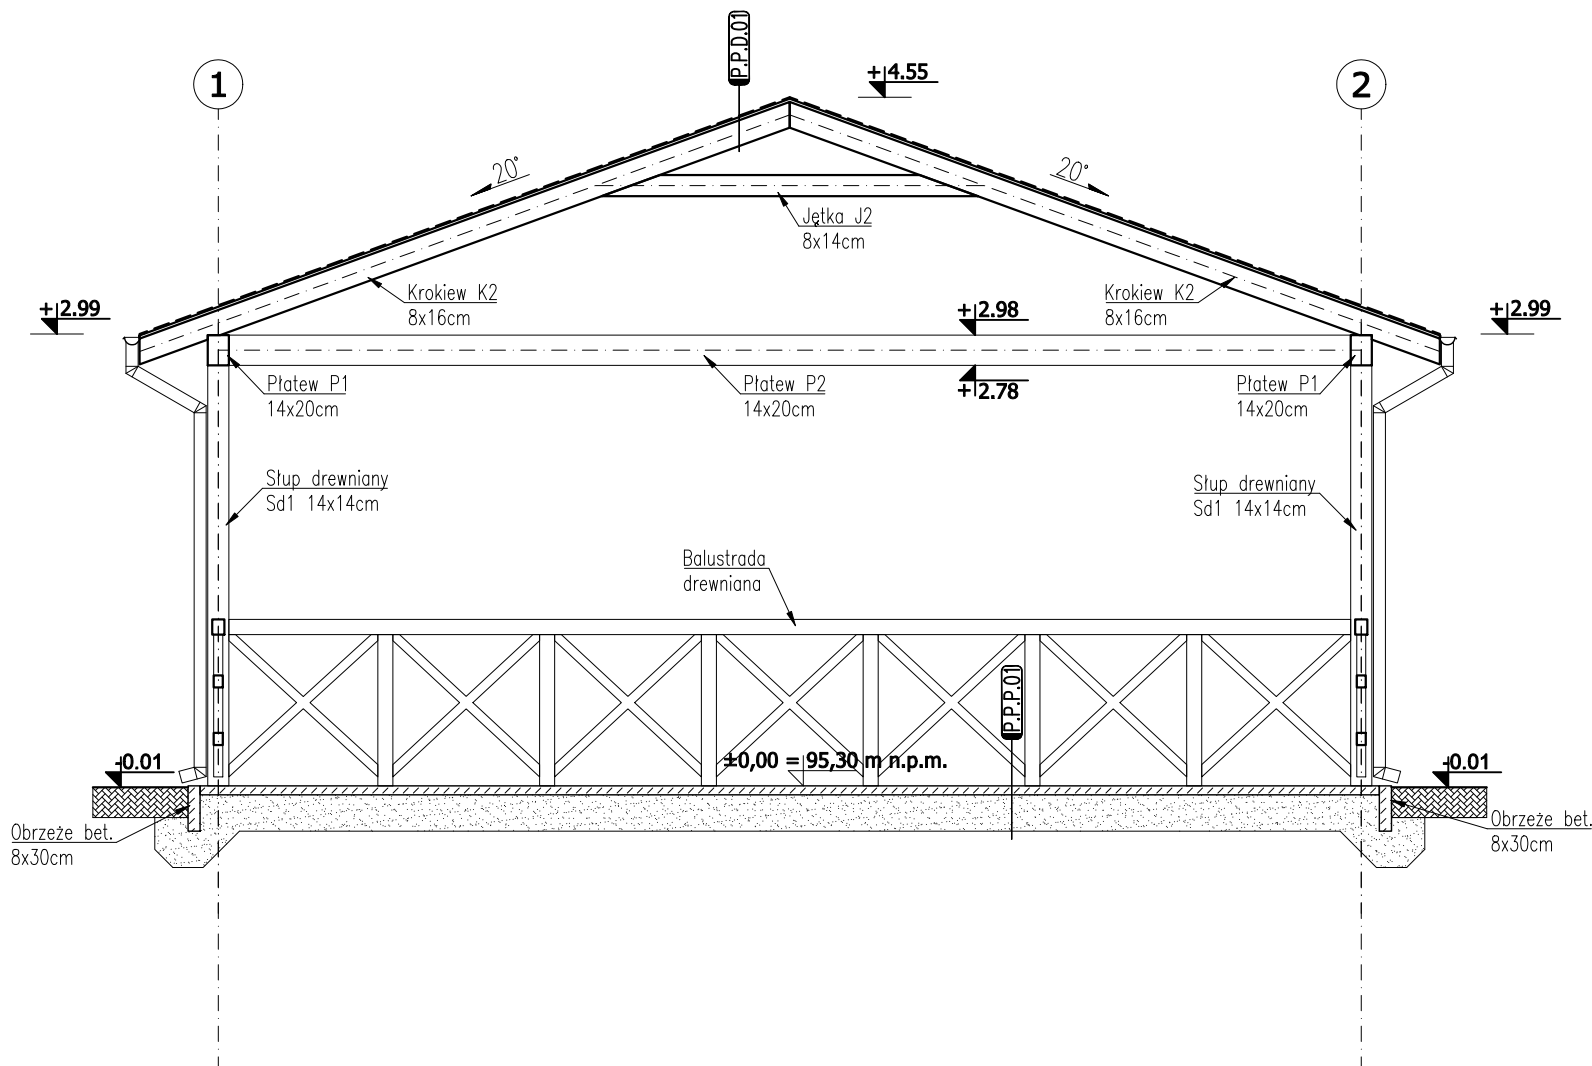 P.P.D.01
1
2
+4.55
20°
20°
Jętka J2
8x14cm
Krokiew K2
8x16cm
Krokiew K2
8x16cm
+2.99
+2.98
+2.99
Płatew P1
14x20cm
Płatew P2
14x20cm
+2.78
Płatew P1
14x20cm
Słup drewniany
Sd1 14x14cm
Słup drewniany
Sd1 14x14cm
Balustrada
drewniana
P.P.P.01
-0.01
±0,00 = 95,30 m n.p.m.
-0.01
Obrzeże bet.
8x30cm
Obrzeże bet.
8x30cm